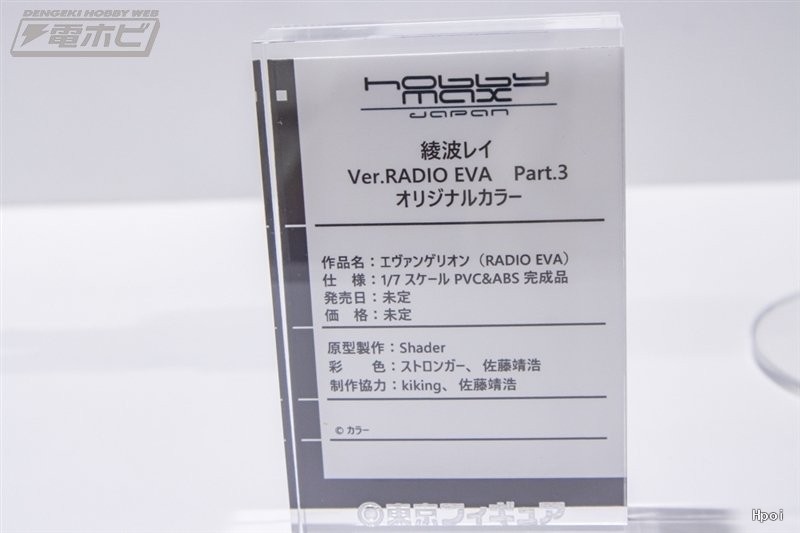 DENGEKI HOBBY WEB
電ホビ
hobby
max
japan
綾波レイ
Ver.RADIO EVA　Part.3
オリジナルカラー
作品名：エヴァンゲリオン（RADIO EVA）
仕　様：1/7 スケール PVC&ABS 完成品
発売日：未定
価　格：未定
原型製作：Shader
彩　　色：ストロンガー、佐藤靖浩
制作協力：kiking、佐藤靖浩
© カラー
東京フィギュア
Hpoi